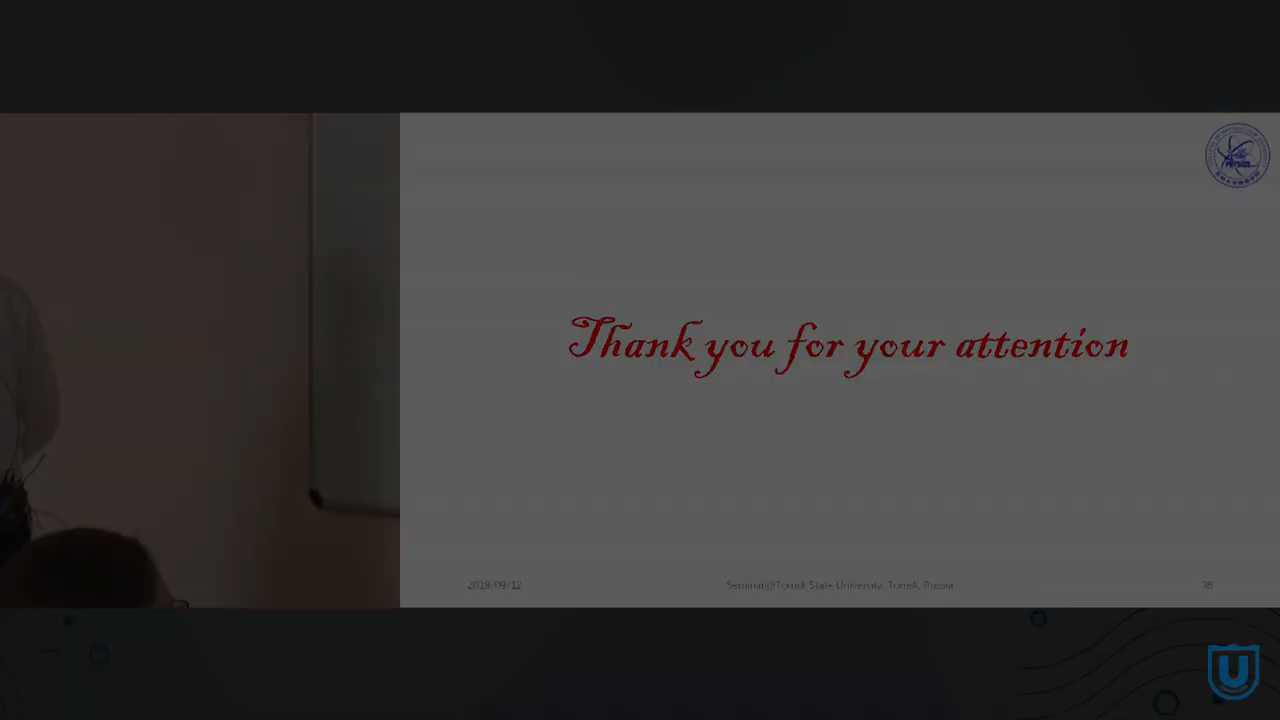 Thank you for your attention
2019/09/12
Seminar@Tomsk State University, Tomsk, Russia
38
U